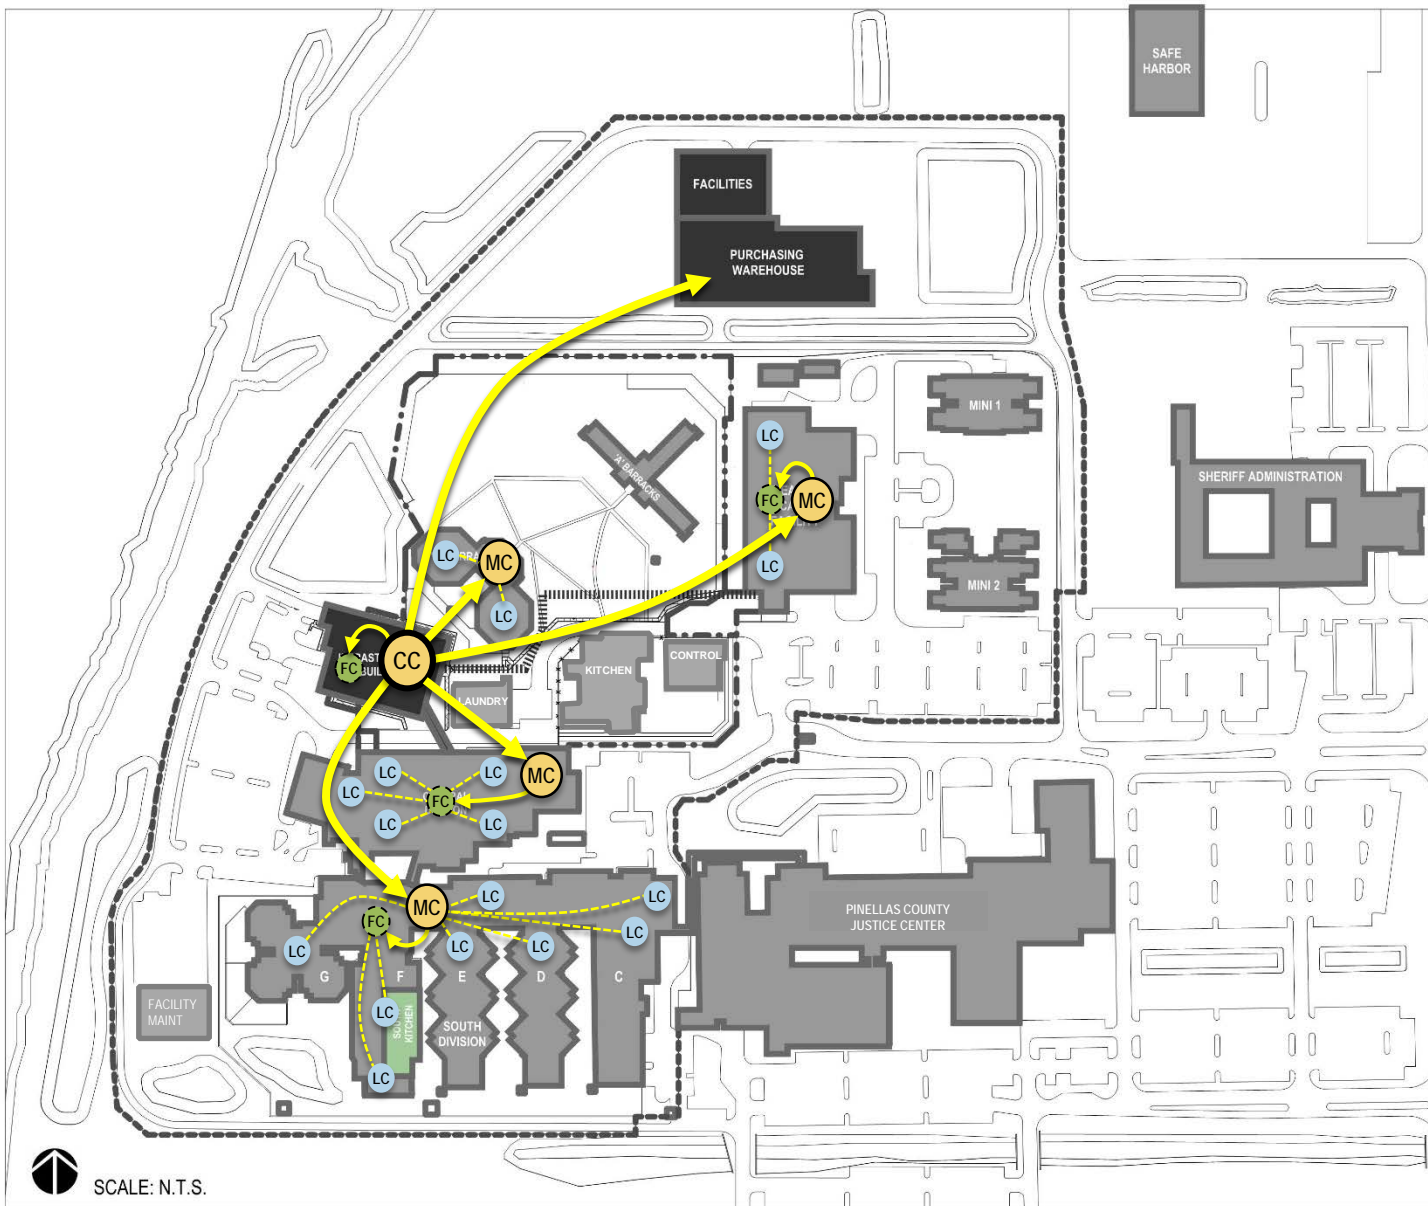 SAFE
HARBOR
FACILITIES
PURCHASING
WAREHOUSE
MINI 1
LC
'A' BARRACKS
SHERIFF ADMINISTRATION
FC
MC
LC
MC
LC
MINI 2
LC
CC
FC
CONTROL
KITCHEN
LAUNDRY
LC
LC
MC
LC
FC
LC
LC
PINELLAS COUNTY
JUSTICE CENTER
LC
LC
MC
FC
LC
LC
LC
LC
G
F
E
D
C
FACILITY
MAINT
LC
KITCHEN
SOUTH
DIVISION
LC
SCALE: N.T.S.